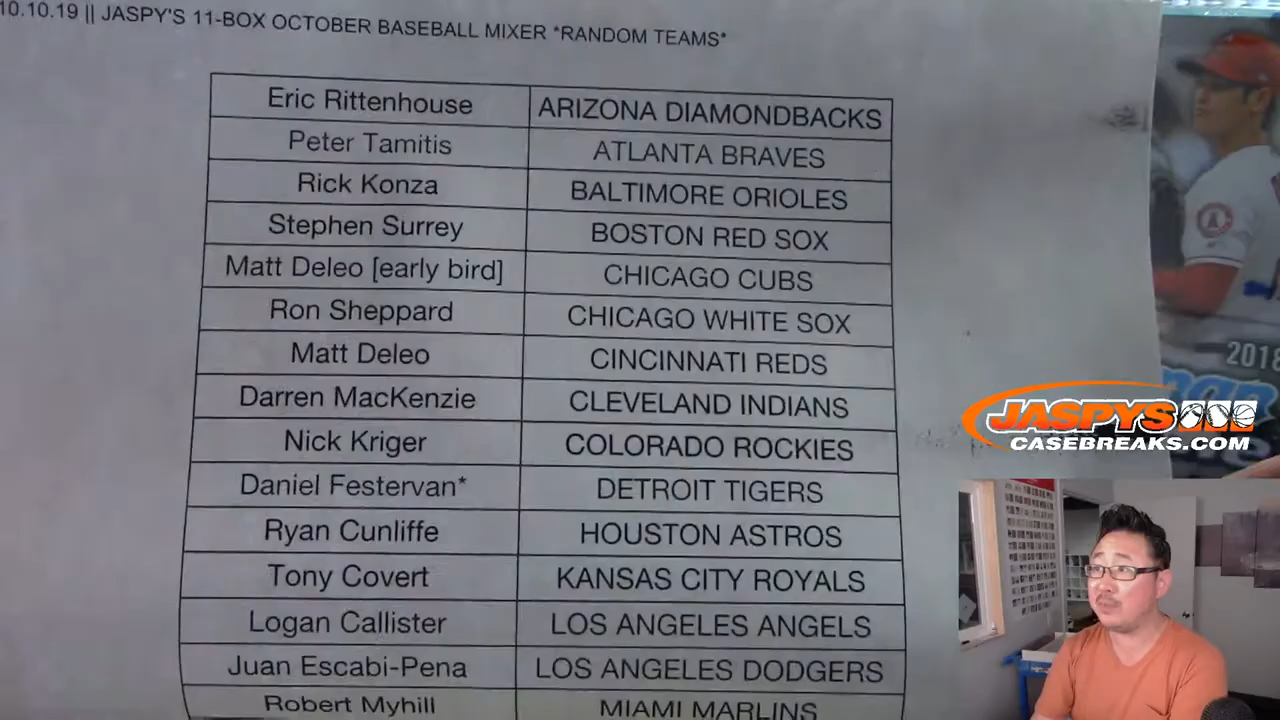 10.10.19 || JASPY'S 11-BOX OCTOBER BASEBALL MIXER *RANDOM TEAMS*
Eric Rittenhouse ARIZONA DIAMONDBACKS
Peter Tamitis ATLANTA BRAVES
Rick Konza BALTIMORE ORIOLES
Stephen Surrey BOSTON RED SOX
Matt Deleo [early bird] CHICAGO CUBS
Ron Sheppard CHICAGO WHITE SOX
Matt Deleo CINCINNATI REDS
Darren MacKenzie CLEVELAND INDIANS
Nick Kriger COLORADO ROCKIES
Daniel Festervan* DETROIT TIGERS
Ryan Cunliffe HOUSTON ASTROS
Tony Covert KANSAS CITY ROYALS
Logan Callister LOS ANGELES ANGELS
Juan Escabi-Pena LOS ANGELES DODGERS
Robert Myhill MIAMI MARLINS
2018
JASPYS
CASEBREAKS.COM